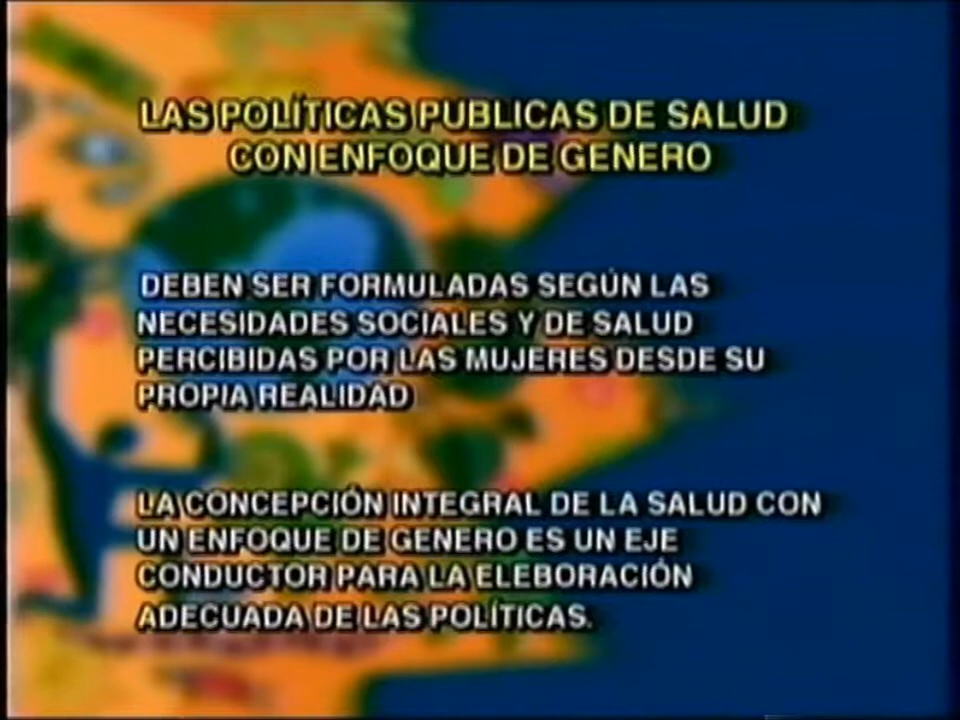 LAS POLÍTICAS PUBLICAS DE SALUD
CON ENFOQUE DE GENERO
DEBEN SER FORMULADAS SEGÚN LAS
NECESIDADES SOCIALES Y DE SALUD
PERCIBIDAS POR LAS MUJERES DESDE SU
PROPIA REALIDAD
LA CONCEPCIÓN INTEGRAL DE LA SALUD CON
UN ENFOQUE DE GENERO ES UN EJE
CONDUCTOR PARA LA ELEBORACIÓN
ADECUADA DE LAS POLÍTICAS.